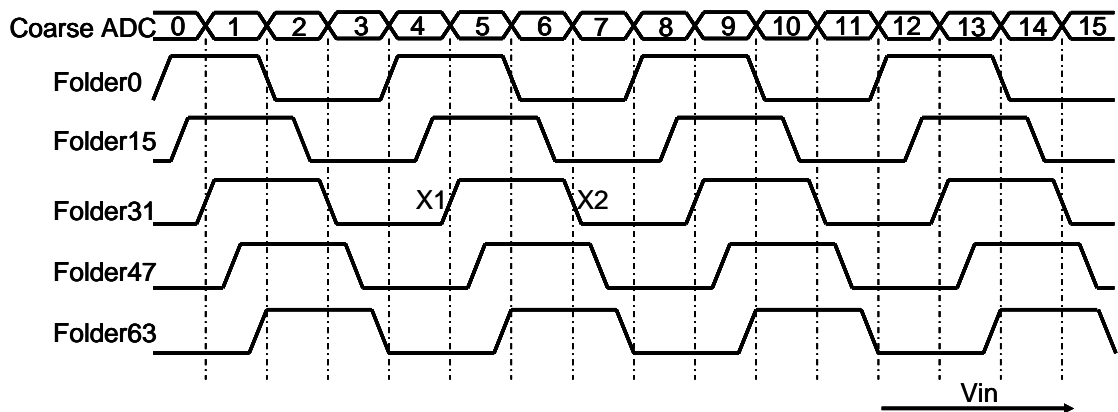 Coarse ADC 0 1 2 3 4 5 6 7 8 9 10 11 12 13 14 15
Folder0
Folder15
Folder31 X1 X2
Folder47
Folder63
Vin